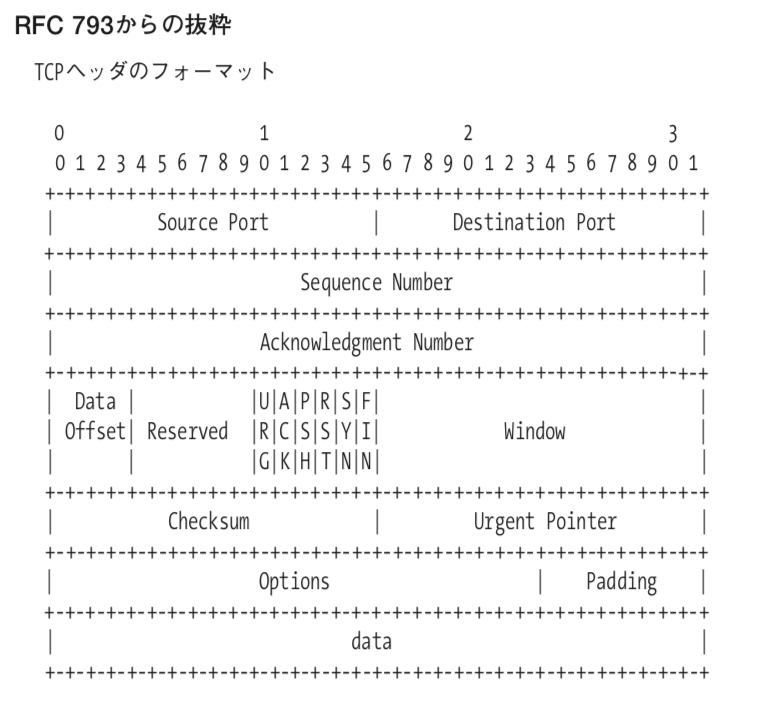 RFC 793からの抜粋
TCPヘッダのフォーマット
 0                   1                   2                   3
 0 1 2 3 4 5 6 7 8 9 0 1 2 3 4 5 6 7 8 9 0 1 2 3 4 5 6 7 8 9 0 1
+-+-+-+-+-+-+-+-+-+-+-+-+-+-+-+-+-+-+-+-+-+-+-+-+-+-+-+-+-+-+-+-+
|          Source Port          |       Destination Port        |
+-+-+-+-+-+-+-+-+-+-+-+-+-+-+-+-+-+-+-+-+-+-+-+-+-+-+-+-+-+-+-+-+
|                        Sequence Number                        |
+-+-+-+-+-+-+-+-+-+-+-+-+-+-+-+-+-+-+-+-+-+-+-+-+-+-+-+-+-+-+-+-+
|                    Acknowledgment Number                      |
+-+-+-+-+-+-+-+-+-+-+-+-+-+-+-+-+-+-+-+-+-+-+-+-+-+-+-+-+-+-+-+-+
|  Data |           |U|A|P|R|S|F|                               |
| Offset| Reserved  |R|C|S|S|Y|I|            Window             |
|       |           |G|K|H|T|N|N|                               |
+-+-+-+-+-+-+-+-+-+-+-+-+-+-+-+-+-+-+-+-+-+-+-+-+-+-+-+-+-+-+-+-+
|           Checksum            |         Urgent Pointer        |
+-+-+-+-+-+-+-+-+-+-+-+-+-+-+-+-+-+-+-+-+-+-+-+-+-+-+-+-+-+-+-+-+
|                    Options                    |    Padding    |
+-+-+-+-+-+-+-+-+-+-+-+-+-+-+-+-+-+-+-+-+-+-+-+-+-+-+-+-+-+-+-+-+
|                             data                              |
+-+-+-+-+-+-+-+-+-+-+-+-+-+-+-+-+-+-+-+-+-+-+-+-+-+-+-+-+-+-+-+-+